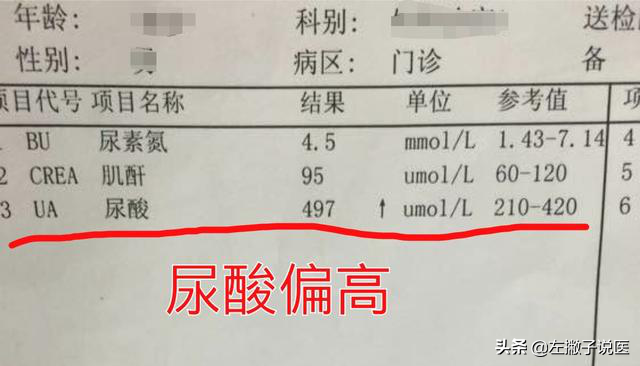 年龄:
科别:
送检
性别:
病区: 门诊
备
项目代号 项目名称 结果 单位 参考值 项
BU 尿素氮 4.5 mmol/L 1.43-7.14 4
2 CREA 肌酐 95 umol/L 60-120 5
3 UA 尿酸 497 ↑ umol/L 210-420 6
尿酸偏高
头条 @左撇子说医